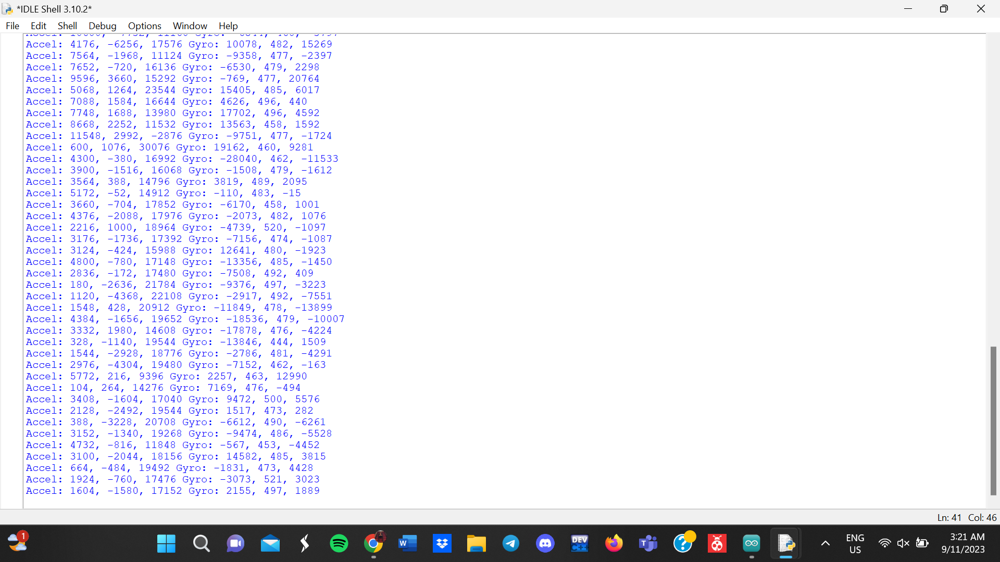 *IDLE Shell 3.10.2*
File Edit Shell Debug Options Window Help
Accel: 4176, -6256, 17576 Gyro: 10078, 482, 15269
Accel: 7564, -1968, 11124 Gyro: -9358, 477, -2397
Accel: 7652, -720, 16136 Gyro: -6530, 479, 2298
Accel: 9596, 3660, 15292 Gyro: -769, 477, 20764
Accel: 5068, 1264, 23544 Gyro: 15405, 485, 6017
Accel: 7088, 1584, 16644 Gyro: 4626, 496, 440
Accel: 7748, 1688, 13980 Gyro: 17702, 496, 4592
Accel: 8668, 2252, 11532 Gyro: 13563, 458, 1592
Accel: 11548, 2992, -2876 Gyro: -9751, 477, -1724
Accel: 600, 1076, 30076 Gyro: 19162, 460, 9281
Accel: 4300, -380, 16992 Gyro: -28040, 462, -11533
Accel: 3900, -1516, 16068 Gyro: -1508, 479, -1612
Accel: 3564, 388, 14796 Gyro: 3819, 489, 2095
Accel: 5172, -52, 14912 Gyro: -110, 483, -15
Accel: 3660, -704, 17852 Gyro: -6170, 458, 1001
Accel: 4376, -2088, 17976 Gyro: -2073, 482, 1076
Accel: 2216, 1000, 18964 Gyro: -4739, 520, -1097
Accel: 3176, -1736, 17392 Gyro: -7156, 474, -1087
Accel: 3124, -424, 15988 Gyro: 12641, 480, -1923
Accel: 4800, -780, 17148 Gyro: -13356, 485, -1450
Accel: 2836, -172, 17480 Gyro: -7508, 492, 409
Accel: 180, -2636, 21784 Gyro: -9376, 497, -3223
Accel: 1120, -4368, 22108 Gyro: -2917, 492, -7551
Accel: 1548, 428, 20912 Gyro: -11849, 478, -13899
Accel: 4384, -1656, 19652 Gyro: -18536, 479, -10007
Accel: 3332, 1980, 14608 Gyro: -17878, 476, -4224
Accel: 328, -1140, 19544 Gyro: -13846, 444, 1509
Accel: 1544, -2928, 18776 Gyro: -2786, 481, -4291
Accel: 2976, -4304, 19480 Gyro: -7152, 462, -163
Accel: 5772, 216, 9396 Gyro: 2257, 463, 12990
Accel: 104, 264, 14276 Gyro: 7169, 476, -494
Accel: 3408, -1604, 17040 Gyro: 9472, 500, 5576
Accel: 2128, -2492, 19544 Gyro: 1517, 473, 282
Accel: 388, -3228, 20708 Gyro: -6612, 490, -6261
Accel: 3152, -1340, 19268 Gyro: -9474, 486, -5528
Accel: 4732, -816, 11848 Gyro: -567, 453, -4452
Accel: 3100, -2044, 18156 Gyro: 14582, 485, 3815
Accel: 664, -484, 19492 Gyro: -1831, 473, 4428
Accel: 1924, -760, 17476 Gyro: -3073, 521, 3023
Accel: 1604, -1580, 17152 Gyro: 2155, 497, 1889
Ln: 41 Col: 46
1
W
DEV
C++
T
?
ENG
US
3:21 AM
9/11/2023